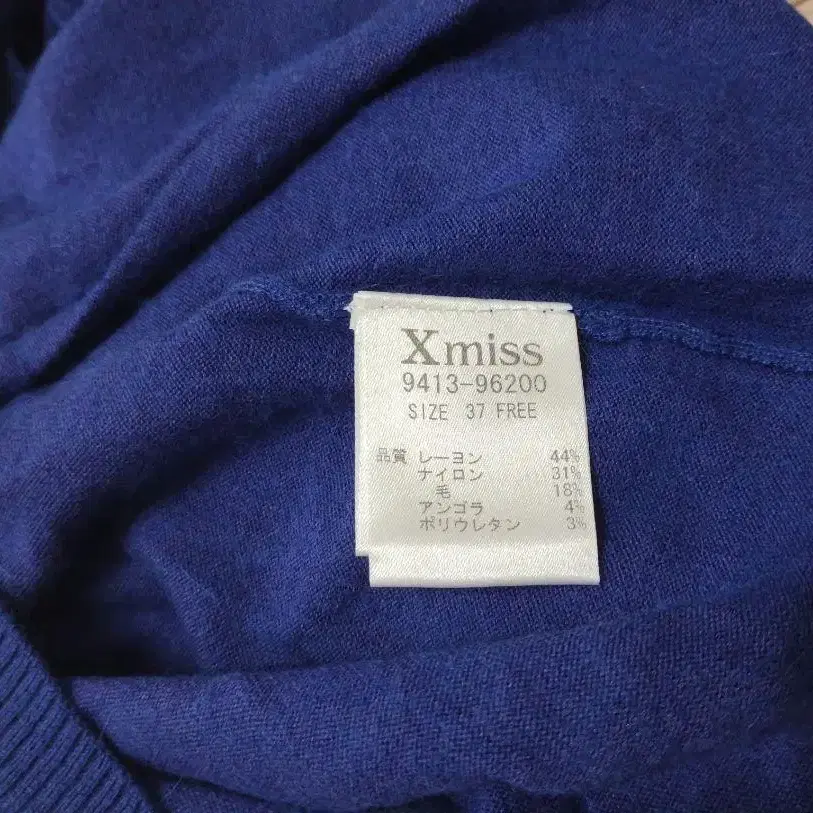 Xmiss
9413-96200
SIZE 37 FREE
品質 レーヨン 44%
ナイロン 31%
毛 18%
アンゴラ 4%
ポリウレタン 3%